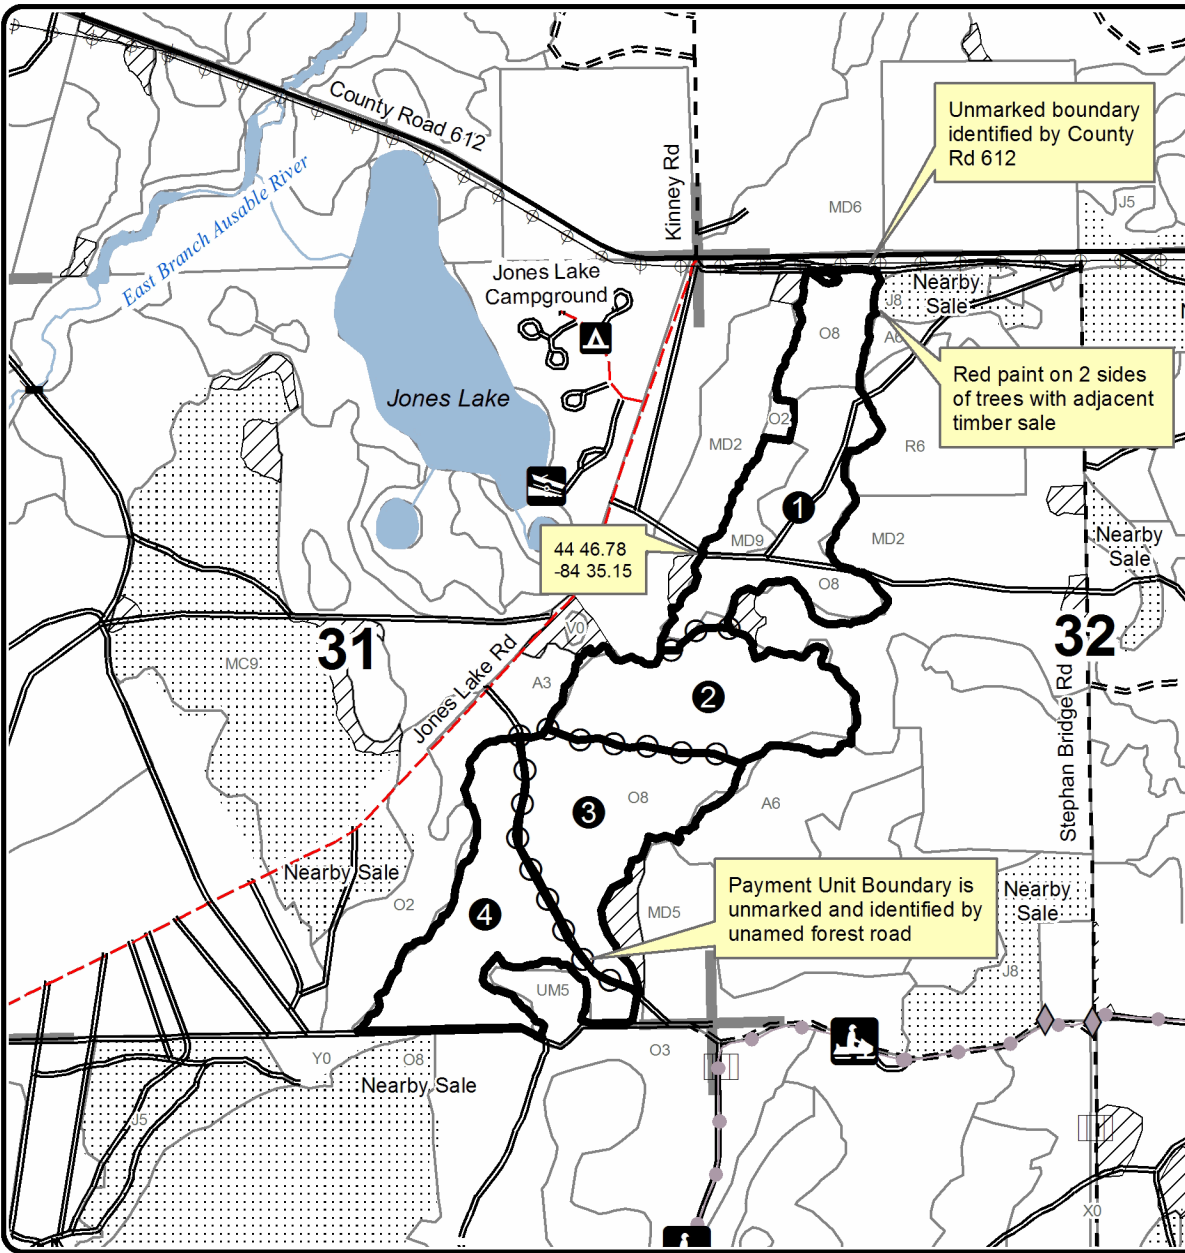 County Road 612
Kinney Rd
Unmarked boundary
identified by County
Rd 612
MD6
J5
East Branch Ausable River
Jones Lake
Campground
Nearby
Sale
J8
O8
A6
Jones Lake
Red paint on 2 sides
of trees with adjacent
timber sale
O2
MD2
R6
1
44 46.78
-84 35.15
MD9
MD2
Nearby
Sale
O8
31
V0
32
MC9
Jones Lake Rd
A3
2
Stephan Bridge Rd
O8
3
A6
Nearby Sale
O2
4
MD5
Payment Unit Boundary is
unmarked and identified by
unamed forest road
Nearby
Sale
J8
UM5
Y0
O8
O3
Nearby Sale
J5
X0